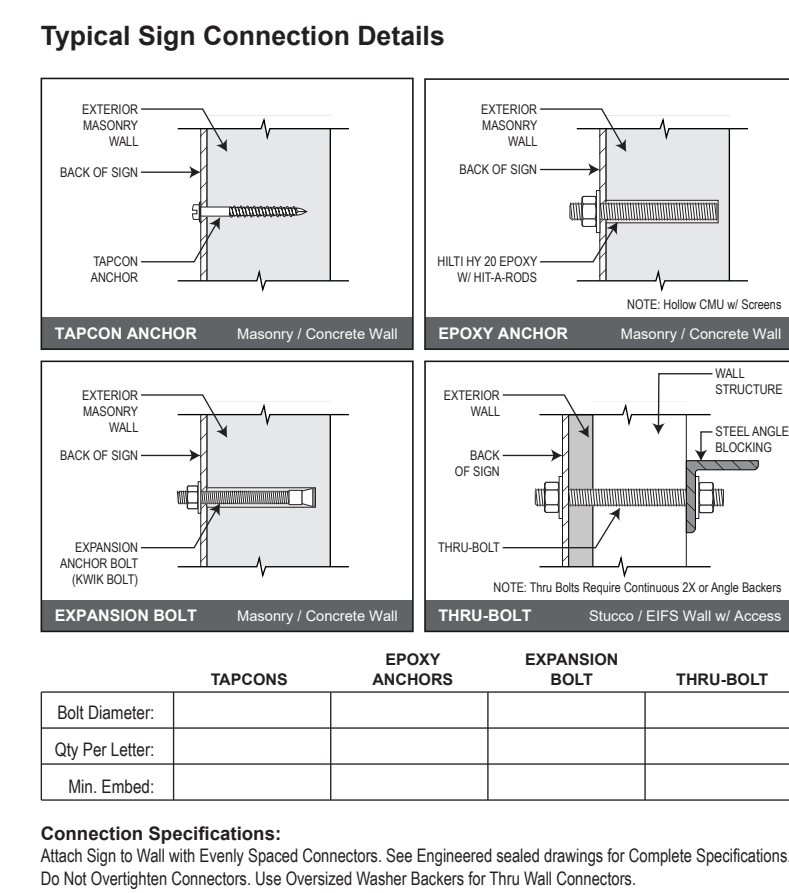 Typical Sign Connection Details
EXTERIOR
MASONRY
WALL
BACK OF SIGN
TAPCON
ANCHOR
TAPCON ANCHOR Masonry / Concrete Wall
EXTERIOR
MASONRY
WALL
BACK OF SIGN
HILTI HY 20 EPOXY
W/ HIT-A-RODS
NOTE: Hollow CMU w/ Screens
EPOXY ANCHOR Masonry / Concrete Wall
EXTERIOR
MASONRY
WALL
BACK OF SIGN
EXPANSION
ANCHOR BOLT
(KWIK BOLT)
EXPANSION BOLT Masonry / Concrete Wall
WALL
STRUCTURE
EXTERIOR
WALL
STEEL ANGLE
BLOCKING
BACK
OF SIGN
THRU-BOLT
NOTE: Thru Bolts Require Continuous 2X or Angle Backers
THRU-BOLT Stucco / EIFS Wall w/ Access
TAPCONS
EPOXY
ANCHORS
EXPANSION
BOLT
THRU-BOLT
Bolt Diameter:
Qty Per Letter:
Min. Embed:
Connection Specifications:
Attach Sign to Wall with Evenly Spaced Connectors. See Engineered sealed drawings for Complete Specifications.
Do Not Overtighten Connectors. Use Oversized Washer Backers for Thru Wall Connectors.